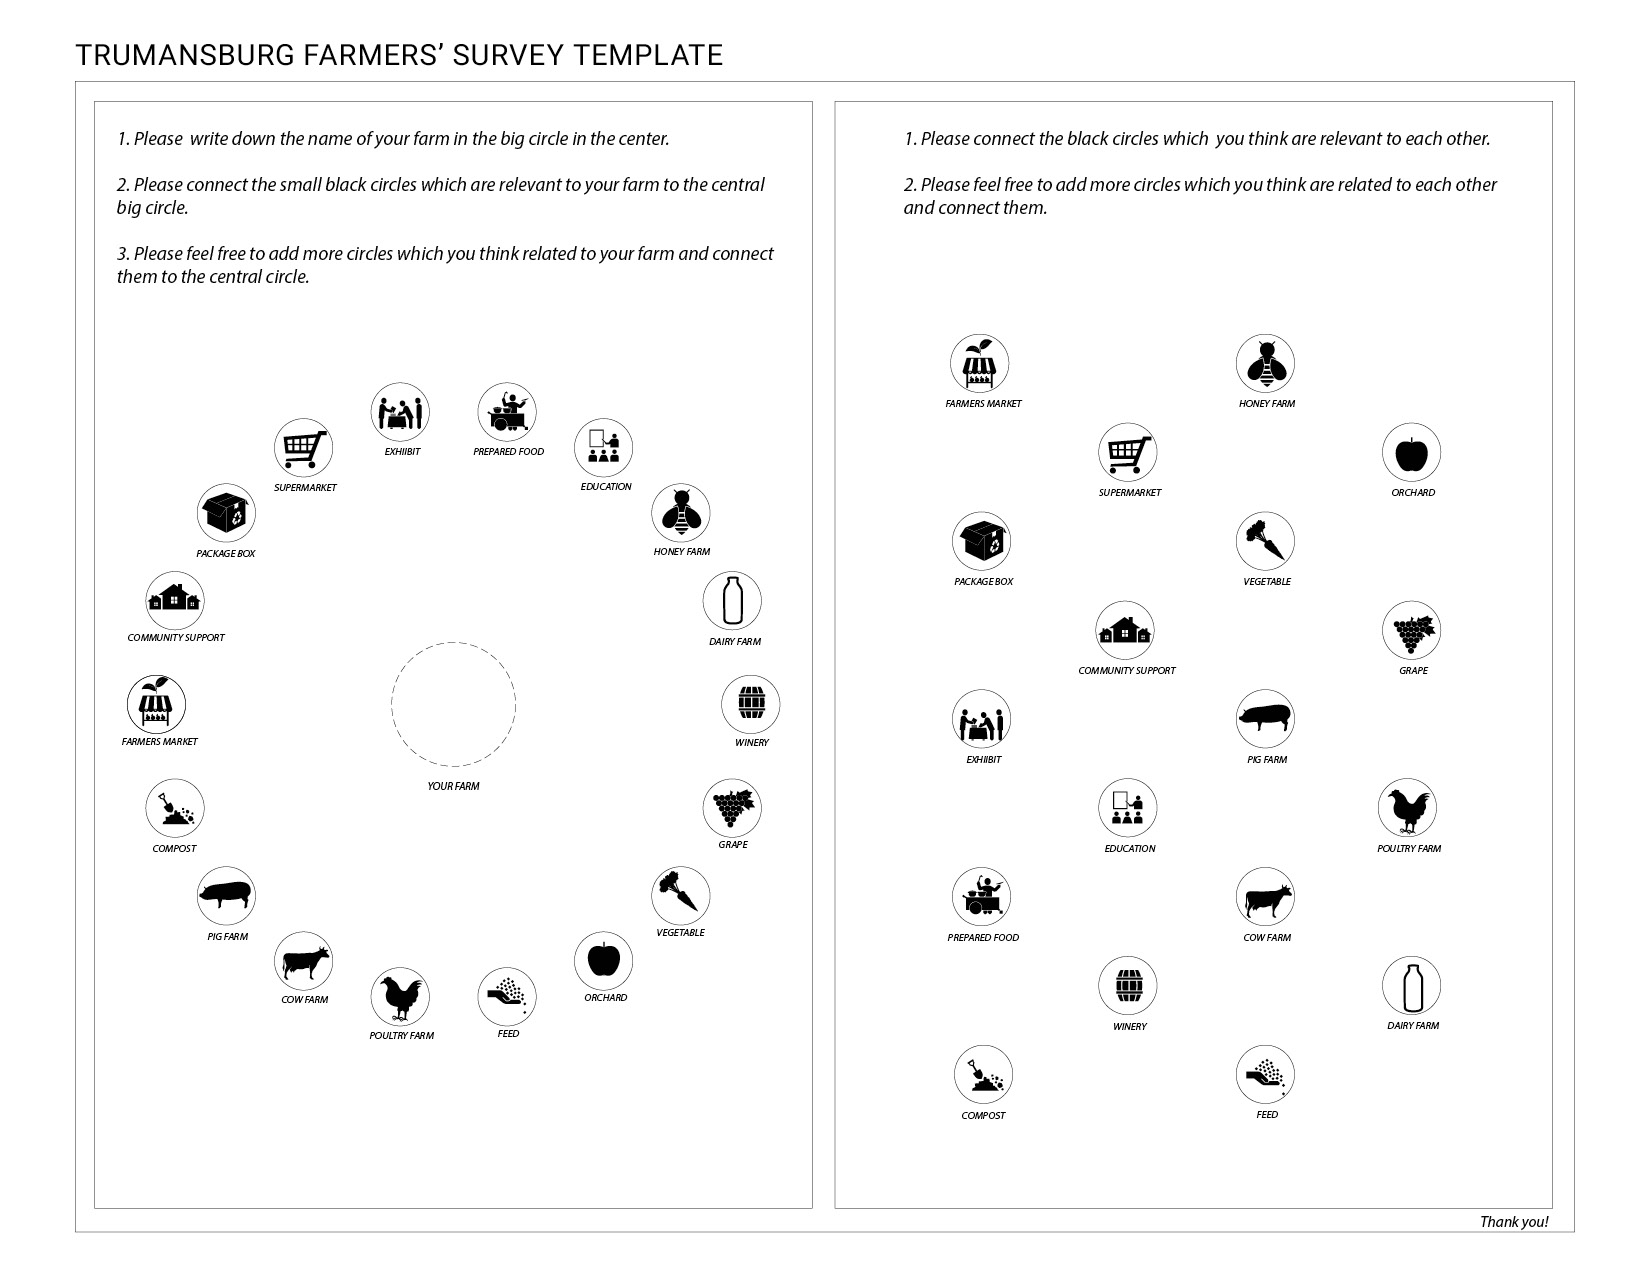 TRUMANSBURG FARMERS’ SURVEY TEMPLATE
1. Please  write down the name of your farm in the big circle in the center.
2. Please connect the small black circles which are relevant to your farm to the central
big circle.
3. Please feel free to add more circles which you think related to your farm and connect
them to the central circle.
EXHIIBIT
PREPARED FOOD
SUPERMARKET
EDUCATION
PACKAGE BOX
HONEY FARM
COMMUNITY SUPPORT
DAIRY FARM
FARMERS MARKET
WINERY
YOUR FARM
COMPOST
GRAPE
PIG FARM
VEGETABLE
COW FARM
ORCHARD
POULTRY FARM
FEED
1. Please connect the black circles which  you think are relevant to each other.
2. Please feel free to add more circles which you think are related to each other
and connect them.
FARMERS MARKET
HONEY FARM
SUPERMARKET
ORCHARD
PACKAGE BOX
VEGETABLE
COMMUNITY SUPPORT
GRAPE
EXHIIBIT
PIG FARM
EDUCATION
POULTRY FARM
PREPARED FOOD
COW FARM
WINERY
DAIRY FARM
COMPOST
FEED
Thank you!